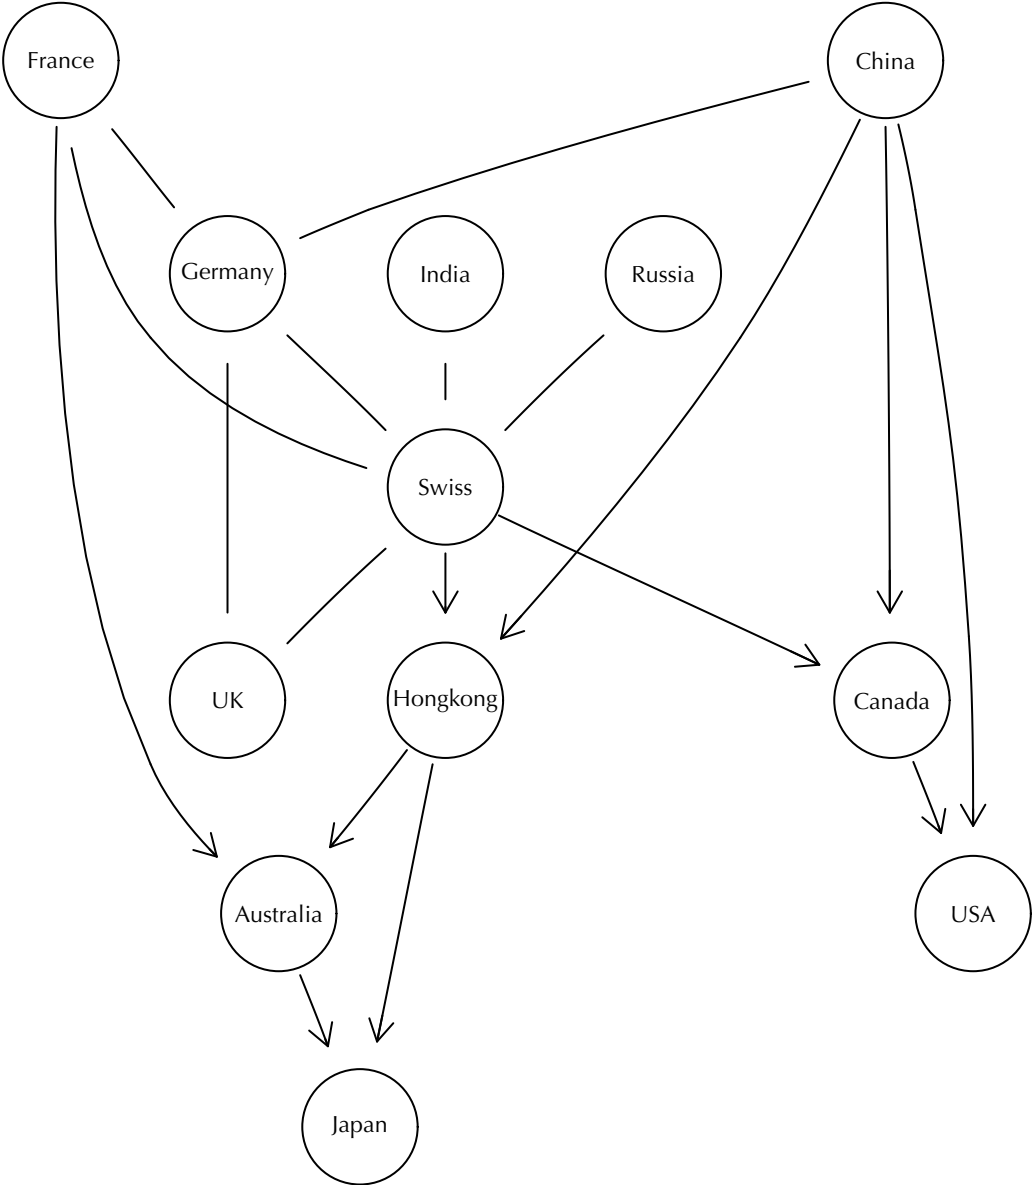 France
China
Germany
India
Russia
Swiss
UK
Hongkong
Canada
Australia
USA
Japan